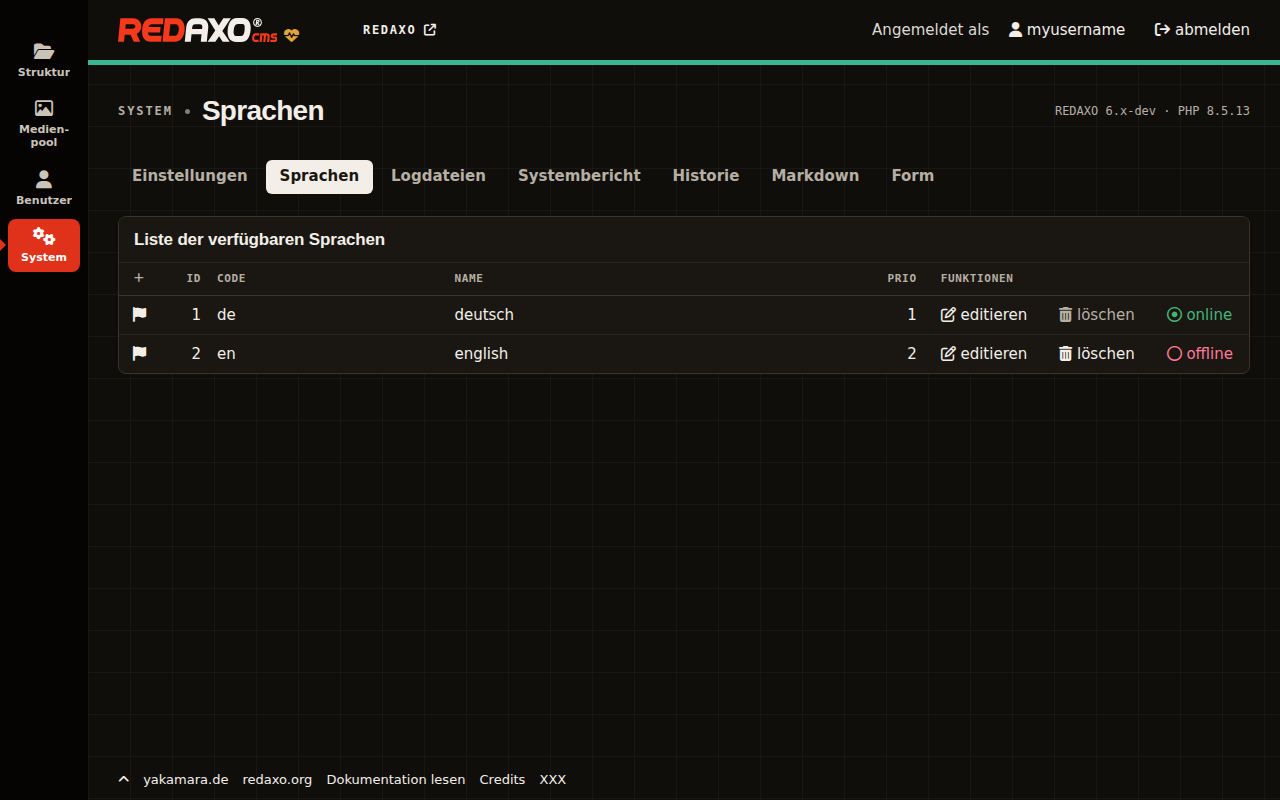 REDAXO® cms
REDAXO
Angemeldet als myusername abmelden
Struktur
Medien-
pool
Benutzer
System
SYSTEM • Sprachen
REDAXO 6.x-dev · PHP 8.5.13
Einstellungen Sprachen Logdateien Systembericht Historie Markdown Form
Liste der verfügbaren Sprachen
+ ID CODE NAME PRIO FUNKTIONEN
1 de deutsch 1 editieren löschen online
2 en english 2 editieren löschen offline
yakamara.de redaxo.org Dokumentation lesen Credits XXX